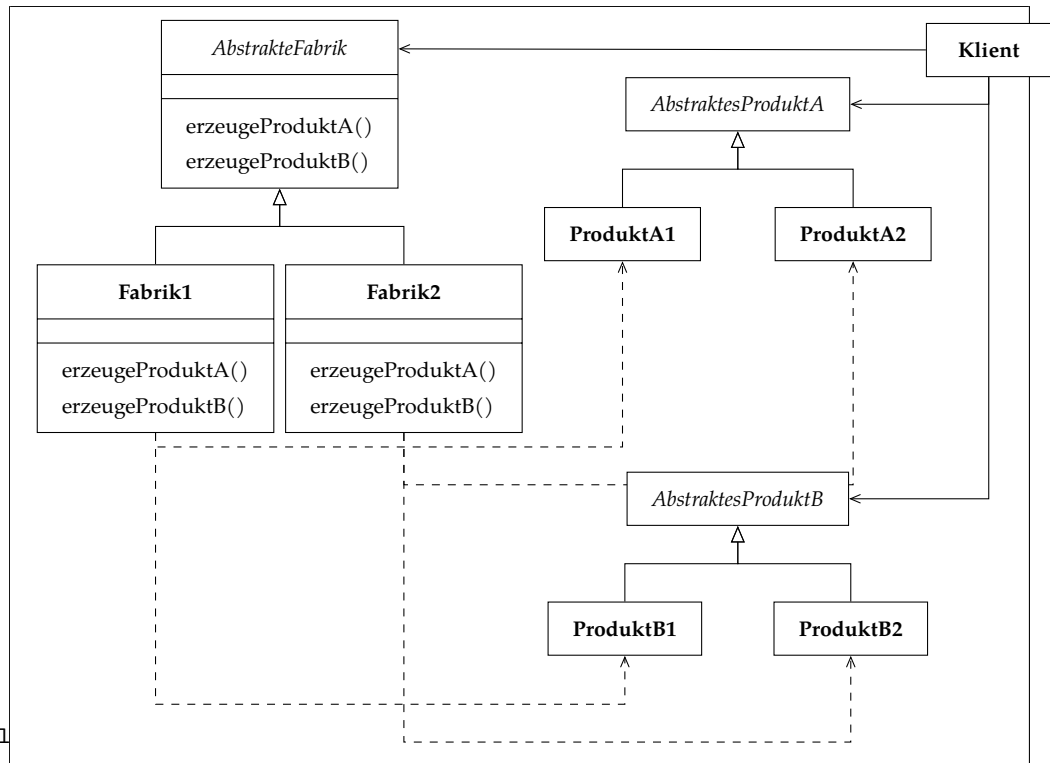 AbstrakteFabrik
Klient
AbstraktesProduktA
erzeugeProduktA()
erzeugeProduktB()
ProduktA1
ProduktA2
Fabrik1
Fabrik2
erzeugeProduktA()
erzeugeProduktB()
erzeugeProduktA()
erzeugeProduktB()
AbstraktesProduktB
ProduktB1
ProduktB2